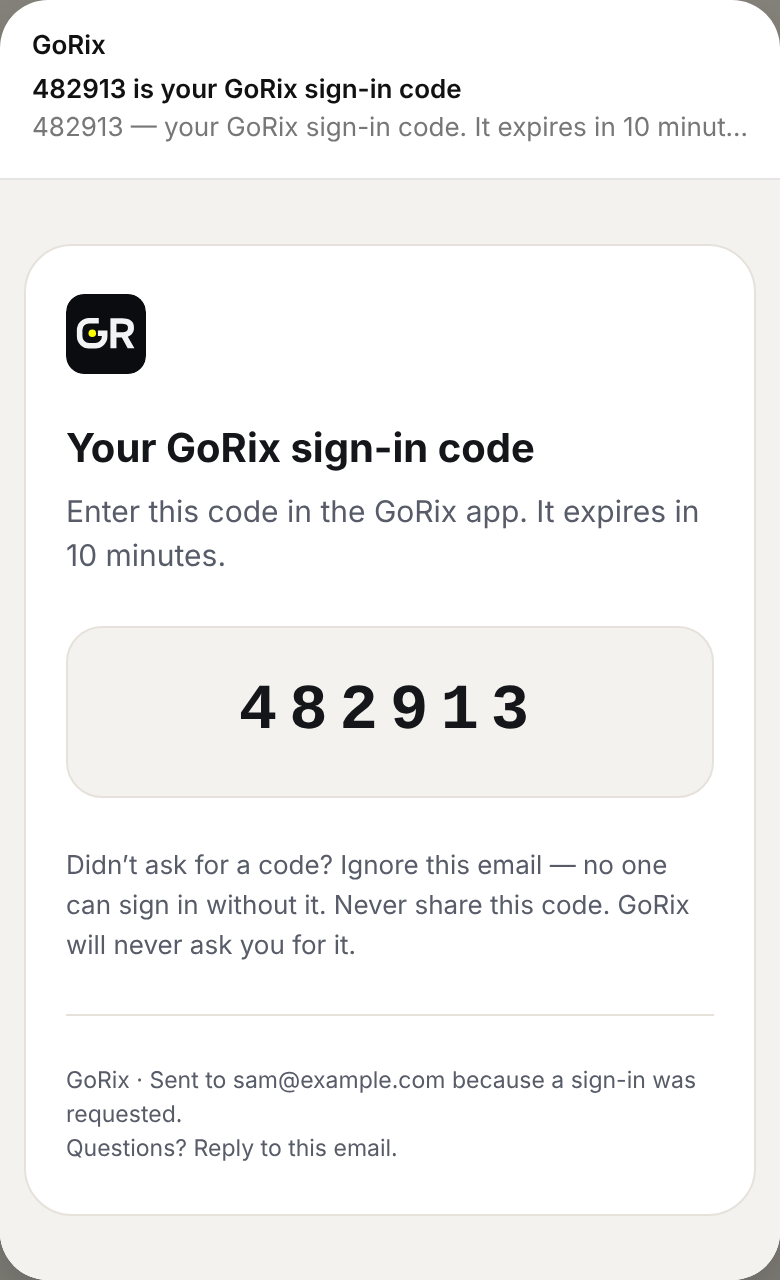 GoRix
482913 is your GoRix sign-in code
482913 — your GoRix sign-in code. It expires in 10 minut...
GR
Your GoRix sign-in code
Enter this code in the GoRix app. It expires in
10 minutes.
482913
Didn’t ask for a code? Ignore this email — no one
can sign in without it. Never share this code. GoRix
will never ask you for it.
GoRix · Sent to sam@example.com because a sign-in was
requested.
Questions? Reply to this email.